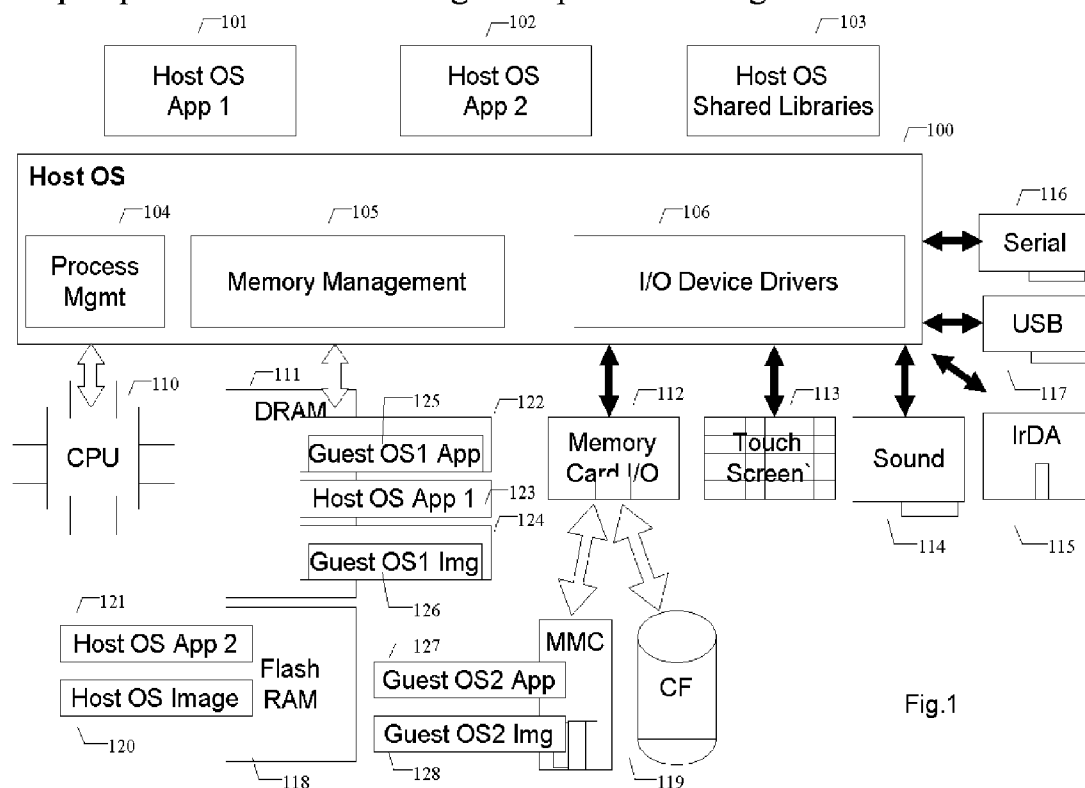 101
102
103
Host OS
App 1
Host OS
App 2
Host OS
Shared Libraries
100
Host OS
104
105
106
116
Process
Mgmt
Memory Management
I/O Device Drivers
Serial
USB
110
111
DRAM
125
122
112
113
117
CPU
Guest OS1 App
Memory
Card I/O
Touch
Screen`
Sound
IrDA
Host OS App 1
123
124
Guest OS1 Img
114
115
126
121
Host OS App 2
Flash
RAM
127
MMC
Guest OS2 App
CF
Host OS Image
Guest OS2 Img
Fig.1
120
118
128
119